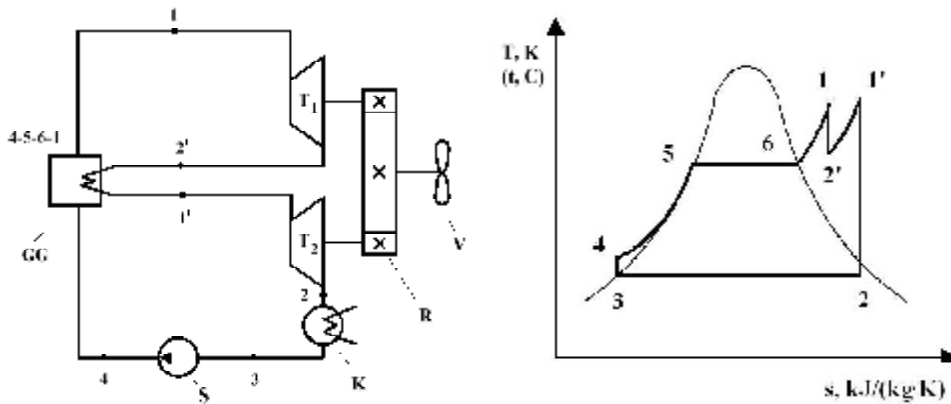 1
T₁
4-5-6-1
2'
1'
GG
T₂
V
2
R
K
4
S
3
T, K
(t, C)
1
1'
5
6
2'
4
3
2
s, kJ/(kg K)